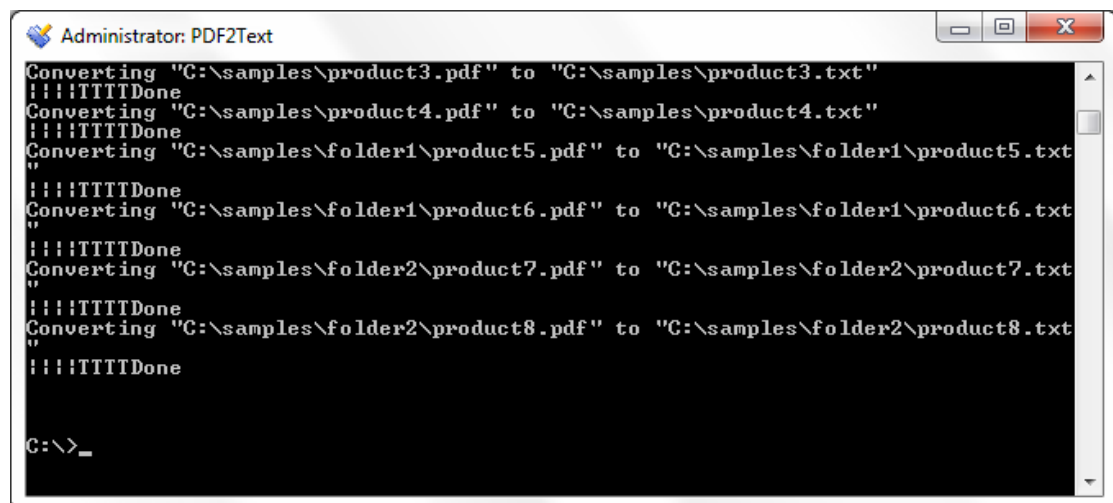 Administrator: PDF2Text
Converting "C:\samples\product3.pdf" to "C:\samples\product3.txt"
||||TTTTDone
Converting "C:\samples\product4.pdf" to "C:\samples\product4.txt"
||||TTTTDone
Converting "C:\samples\folder1\product5.pdf" to "C:\samples\folder1\product5.txt
"
||||TTTTDone
Converting "C:\samples\folder1\product6.pdf" to "C:\samples\folder1\product6.txt
"
||||TTTTDone
Converting "C:\samples\folder2\product7.pdf" to "C:\samples\folder2\product7.txt
"
||||TTTTDone
Converting "C:\samples\folder2\product8.pdf" to "C:\samples\folder2\product8.txt
"
||||TTTTDone
C:\>_